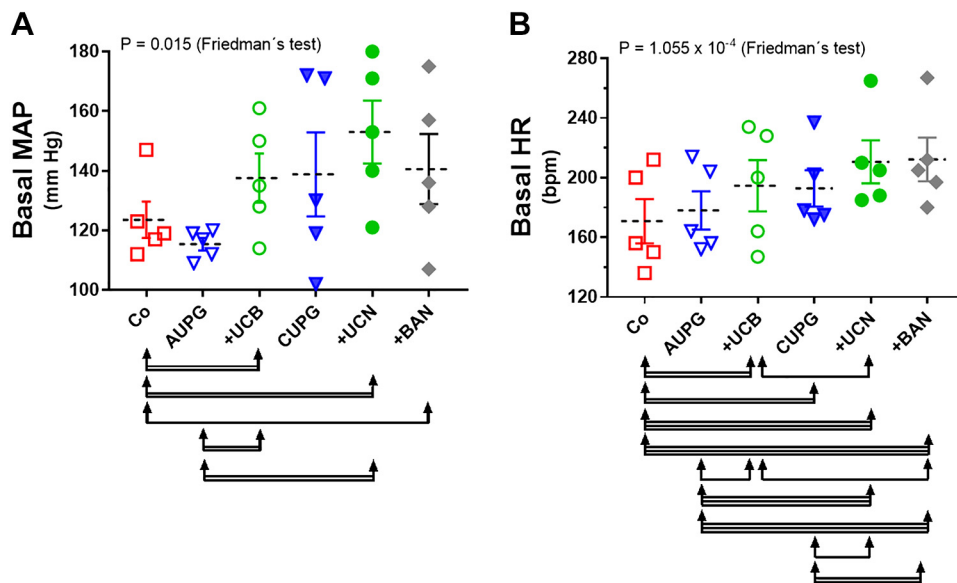 A
P = 0.015 (Friedman´s test)
Basal MAP
(mm Hg)
180
160
140
120
100
Co
AUPG
+UCB
CUPG
+UCN
+BAN
B
P = 1.055 x 10-4 (Friedman´s test)
Basal HR
(bpm)
280
240
200
160
120
Co
AUPG
+UCB
CUPG
+UCN
+BAN